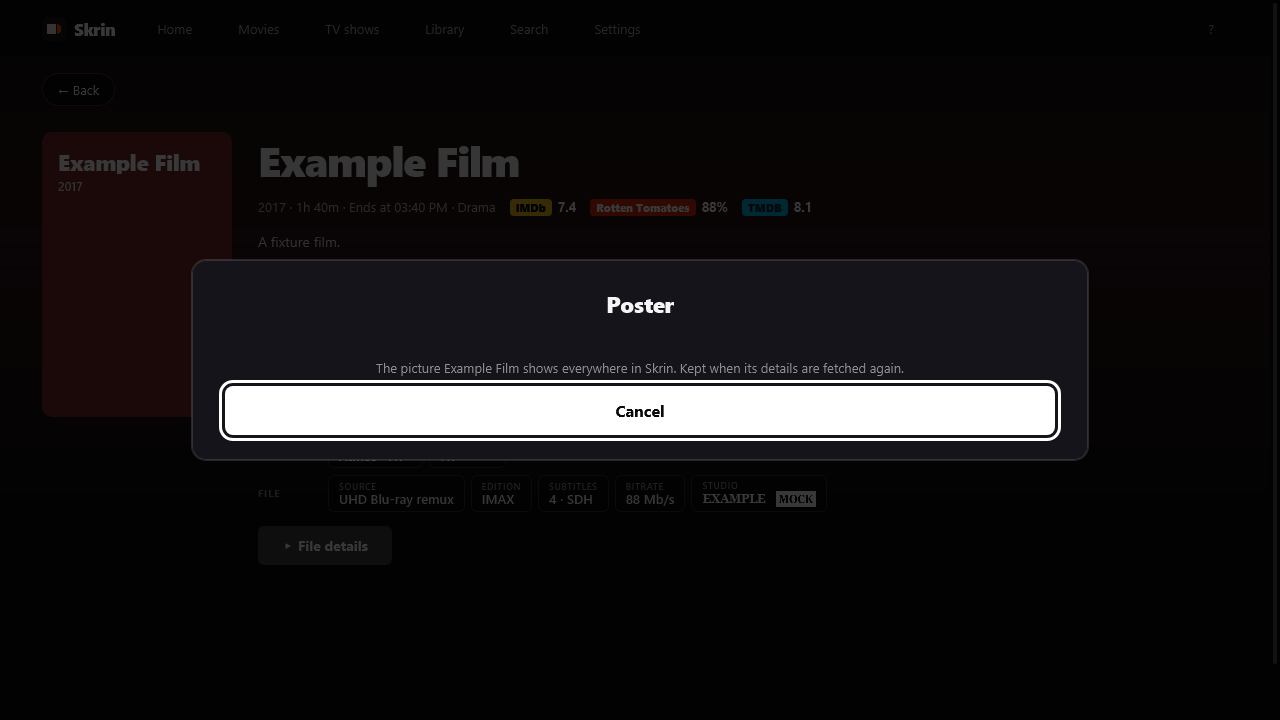 Skrin Home Movies TV shows Library Search Settings ?
← Back
Example Film
2017
Example Film
2017 · 1h 40m · Ends at 03:40 PM · Drama IMDb 7.4 Rotten Tomatoes 88% TMDB 8.1
A fixture film.
Poster
The picture Example Film shows everywhere in Skrin. Kept when its details are fetched again.
Cancel
FILE
SOURCE
UHD Blu-ray remux
EDITION
IMAX
SUBTITLES
4 · SDH
BITRATE
88 Mb/s
STUDIO
EXAMPLE MOCK
▸ File details